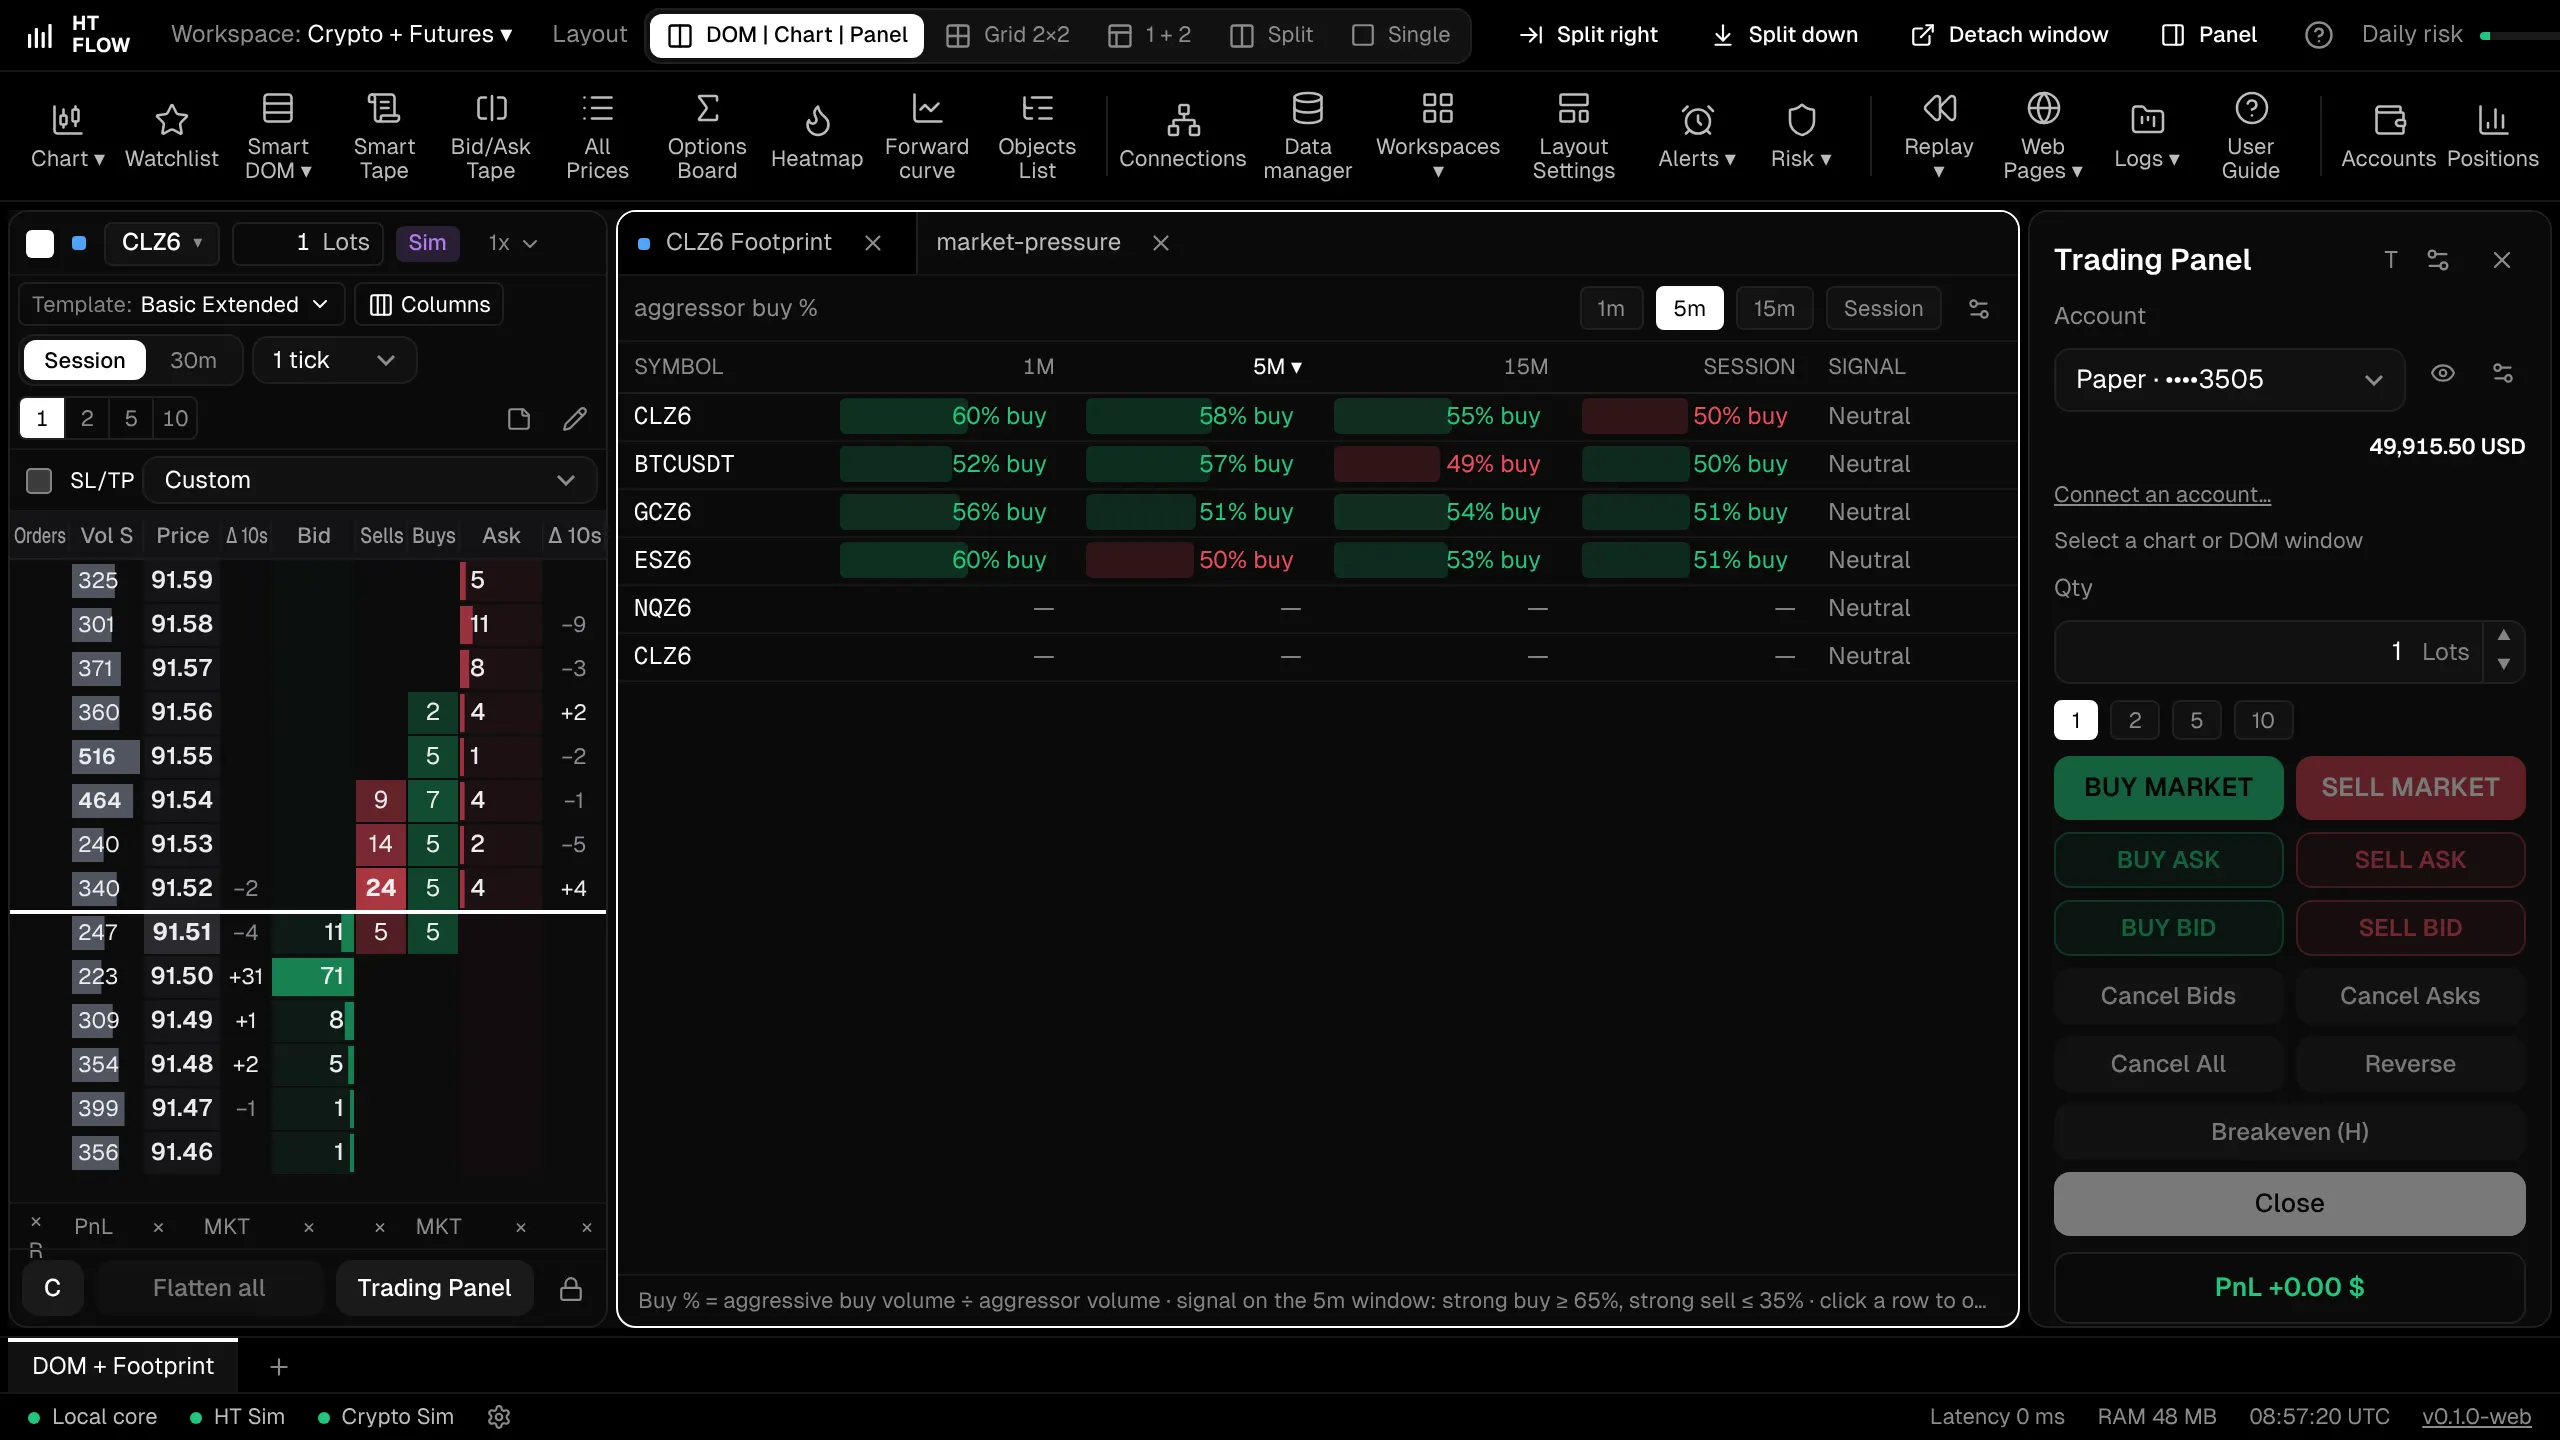 HT FLOW
Workspace: Crypto + Futures ▾
Layout
DOM | Chart | Panel
Grid 2×2
1 + 2
Split
Single
Split right
Split down
Detach window
Panel
Daily risk
Chart ▾
Watchlist
Smart DOM ▾
Smart Tape
Bid/Ask Tape
All Prices
Options Board
Heatmap
Forward curve
Objects List
Connections
Data manager
Workspaces ▾
Layout Settings
Alerts ▾
Risk ▾
Replay ▾
Web Pages ▾
Logs ▾
User Guide
Accounts
Positions
CLZ6 ▾
1 Lots
Sim
1x
Template: Basic Extended
Columns
Session
30m
1 tick
1 2 5 10
SL/TP
Custom
Orders Vol S Price Δ 10s Bid Sells Buys Ask Δ 10s
325 91.59 5
301 91.58 11 −9
371 91.57 8 −3
360 91.56 2 4 +2
516 91.55 5 1 −2
464 91.54 9 7 4 −1
240 91.53 14 5 2 −5
340 91.52 −2 24 5 4 +4
247 91.51 −4 11 5 5
223 91.50 +31 71
309 91.49 +1 8
354 91.48 +2 5
399 91.47 −1 1
356 91.46 1
× PnL × MKT × × MKT × ×
C
Flatten all
Trading Panel
CLZ6 Footprint ×
market-pressure ×
aggressor buy %
1m 5m 15m Session
SYMBOL 1M 5M ▾ 15M SESSION SIGNAL
CLZ6 60% buy 58% buy 55% buy 50% buy Neutral
BTCUSDT 52% buy 57% buy 49% buy 50% buy Neutral
GCZ6 56% buy 51% buy 54% buy 51% buy Neutral
ESZ6 60% buy 50% buy 53% buy 51% buy Neutral
NQZ6 — — — — Neutral
CLZ6 — — — — Neutral
Buy % = aggressive buy volume ÷ aggressor volume · signal on the 5m window: strong buy ≥ 65%, strong sell ≤ 35% · click a row to o…
Trading Panel
T
Account
Paper · ••••3505
49,915.50 USD
Connect an account…
Select a chart or DOM window
Qty
1 Lots
1 2 5 10
BUY MARKET
SELL MARKET
BUY ASK
SELL ASK
BUY BID
SELL BID
Cancel Bids
Cancel Asks
Cancel All
Reverse
Breakeven (H)
Close
PnL +0.00 $
DOM + Footprint
+
Local core
HT Sim
Crypto Sim
Latency 0 ms
RAM 48 MB
08:57:20 UTC
v0.1.0-web